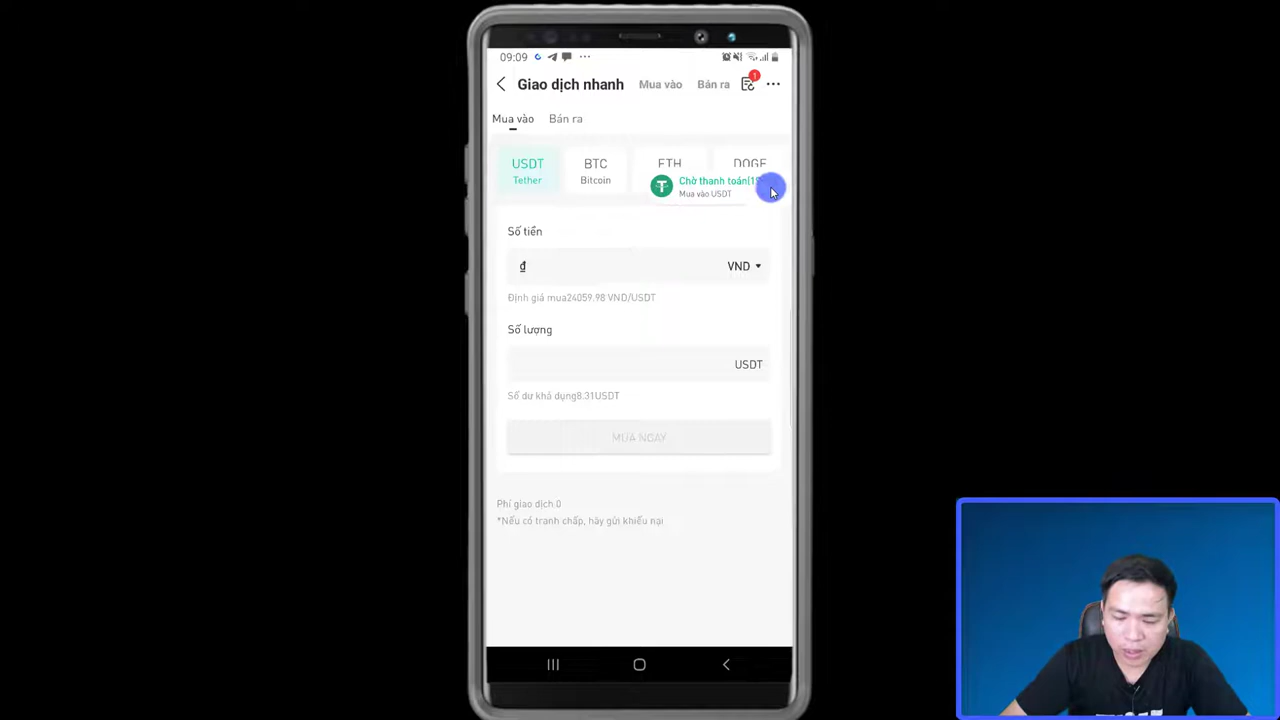 09:09
Giao dịch nhanh Mua vào Bán ra 1
Mua vào Bán ra
USDT BTC ETH DOGE
Tether Bitcoin
Chờ thanh toán(15
Mua vào USDT
Số tiền
₫ VND
Định giá mua24059.98 VND/USDT
Số lượng
USDT
Số dư khả dụng8.31USDT
MUA NGAY
Phí giao dịch 0
*Nếu có tranh chấp, hãy gửi khiếu nại